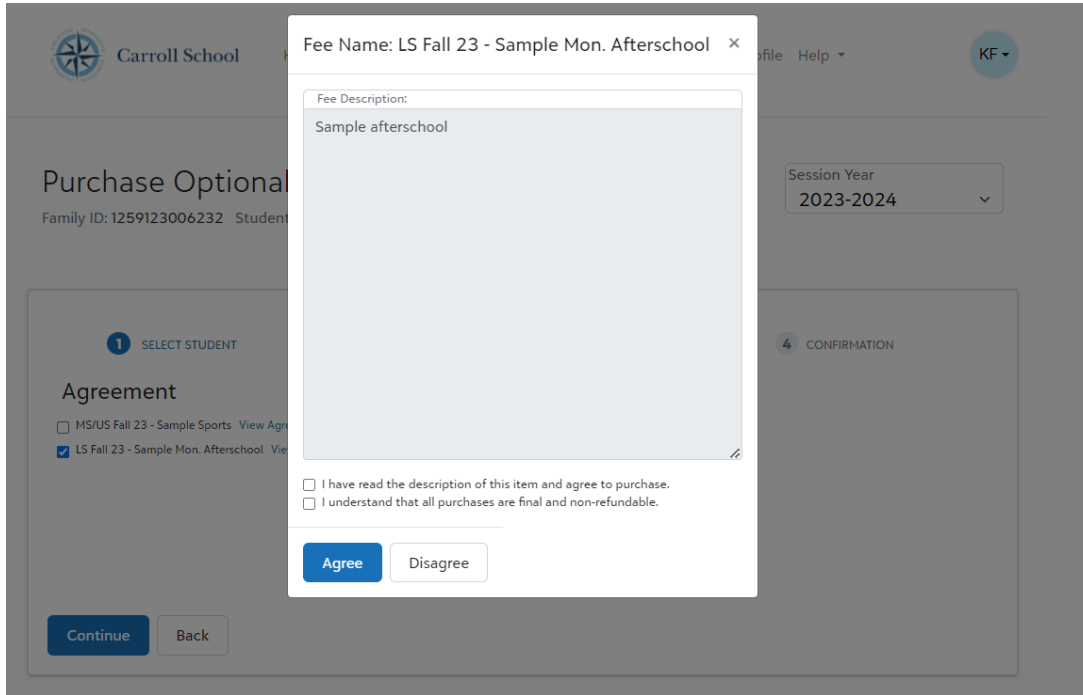 Carroll School
Help
KF
Purchase Optional
Family ID: 1259123006232 Student
Session Year
2023-2024
1 SELECT STUDENT
4 CONFIRMATION
Agreement
MS/US Fall 23 - Sample Sports View Agre
LS Fall 23 - Sample Mon. Afterschool Vie
Continue Back
Fee Name: LS Fall 23 - Sample Mon. Afterschool ×
Fee Description:
Sample afterschool
I have read the description of this item and agree to purchase.
I understand that all purchases are final and non-refundable.
Agree Disagree